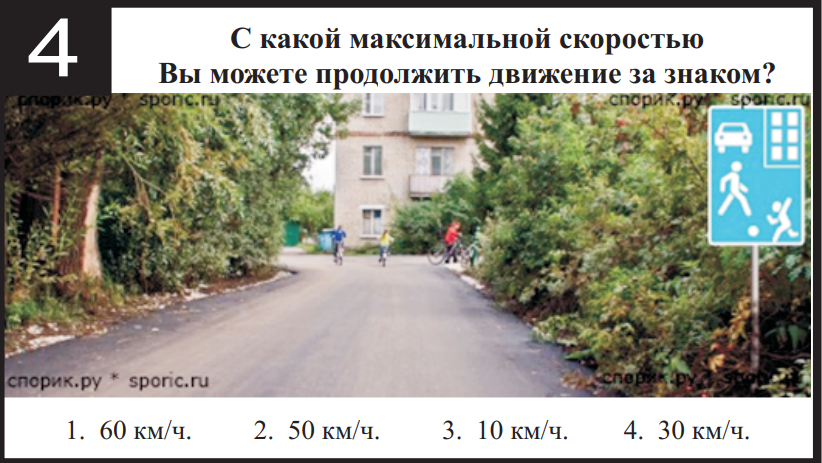 4
С какой максимальной скоростью
Вы можете продолжить движение за знаком?
спорик.ру * sporic.ru
спорик.ру * sporic.ru
спорик.ру * sporic.ru
спорик.ру * sporic.ru
1. 60 км/ч. 2. 50 км/ч. 3. 10 км/ч. 4. 30 км/ч.